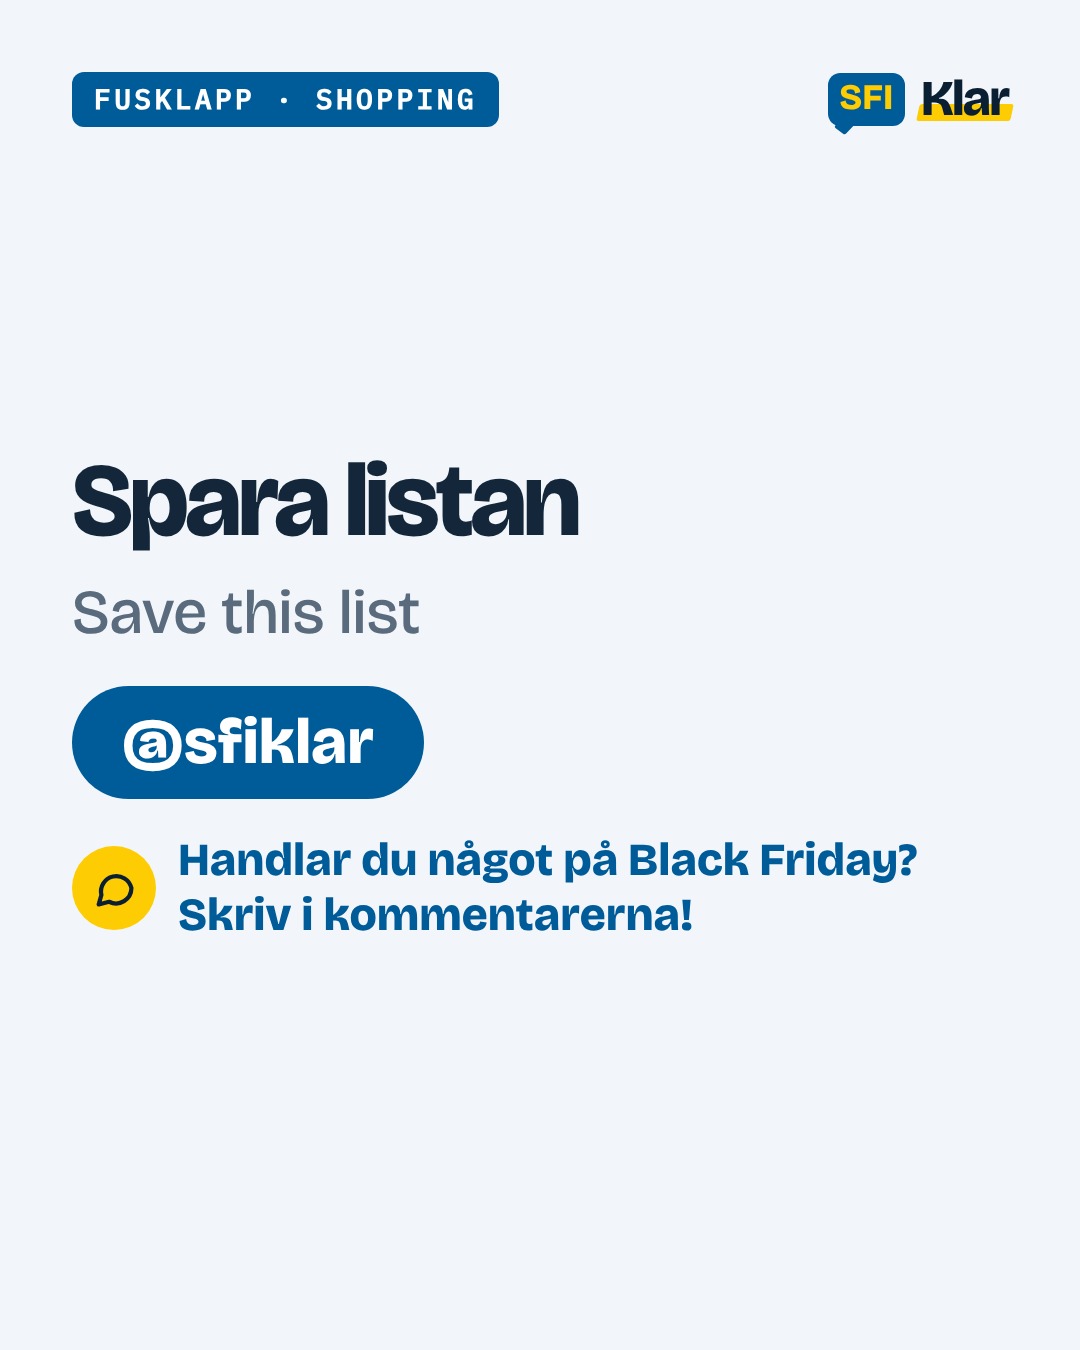 FUSKLAPP · SHOPPING
SFI Klar
Spara listan
Save this list
@sfiklar
Handlar du något på Black Friday?
Skriv i kommentarerna!